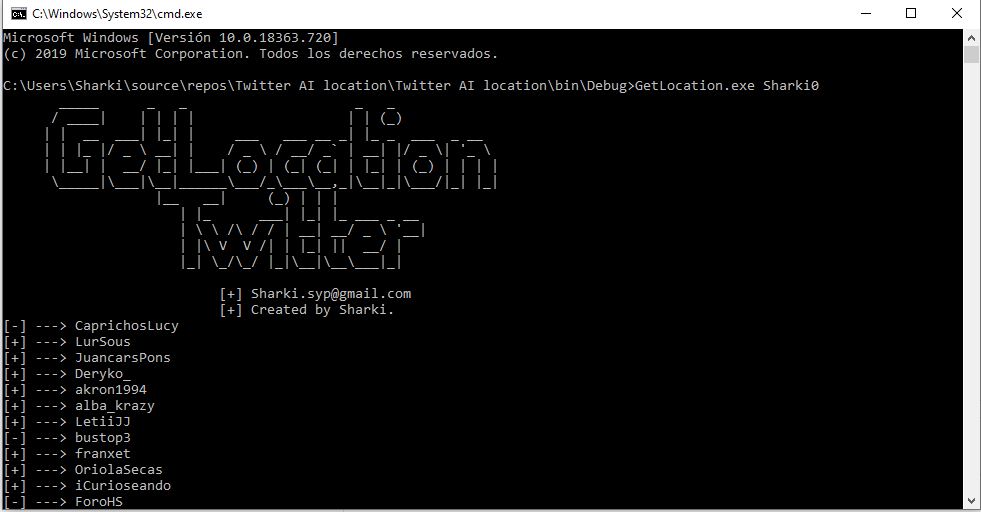 C:\Windows\System32\cmd.exe
Microsoft Windows [Versión 10.0.18363.720]
(c) 2019 Microsoft Corporation. Todos los derechos reservados.
C:\Users\Sharki\source\repos\Twitter AI location\Twitter AI location\bin\Debug>GetLocation.exe Sharki0
GetLocation
Twitter
[+] Sharki.syp@gmail.com
[+] Created by Sharki.
[-] ---> CaprichosLucy
[+] ---> LurSous
[+] ---> JuancarsPons
[+] ---> Deryko_
[+] ---> akron1994
[+] ---> alba_krazy
[+] ---> LetiiJJ
[-] ---> bustop3
[+] ---> franxet
[+] ---> OriolaSecas
[+] ---> iCurioseando
[-] ---> ForoHS